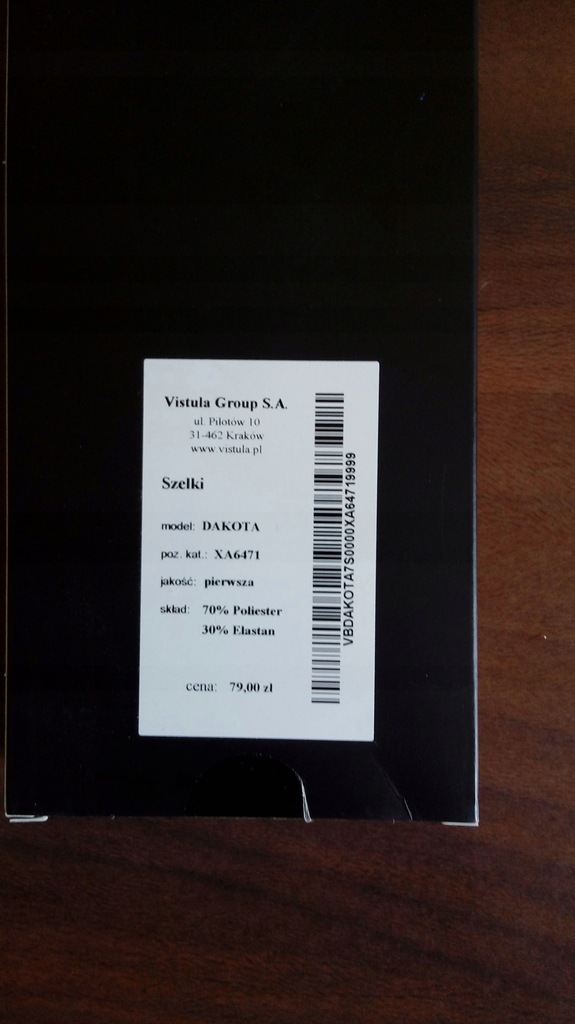 Vistula Group S.A.
ul. Pilotów 10
31-462 Kraków
www.vistula.pl
Szelki
model: DAKOTA
poz. kat.: XA6471
jakość: pierwsza
skład: 70% Poliester
30% Elastan
cena: 79,00 zł
VBDAKOTA7S0000XA64719999